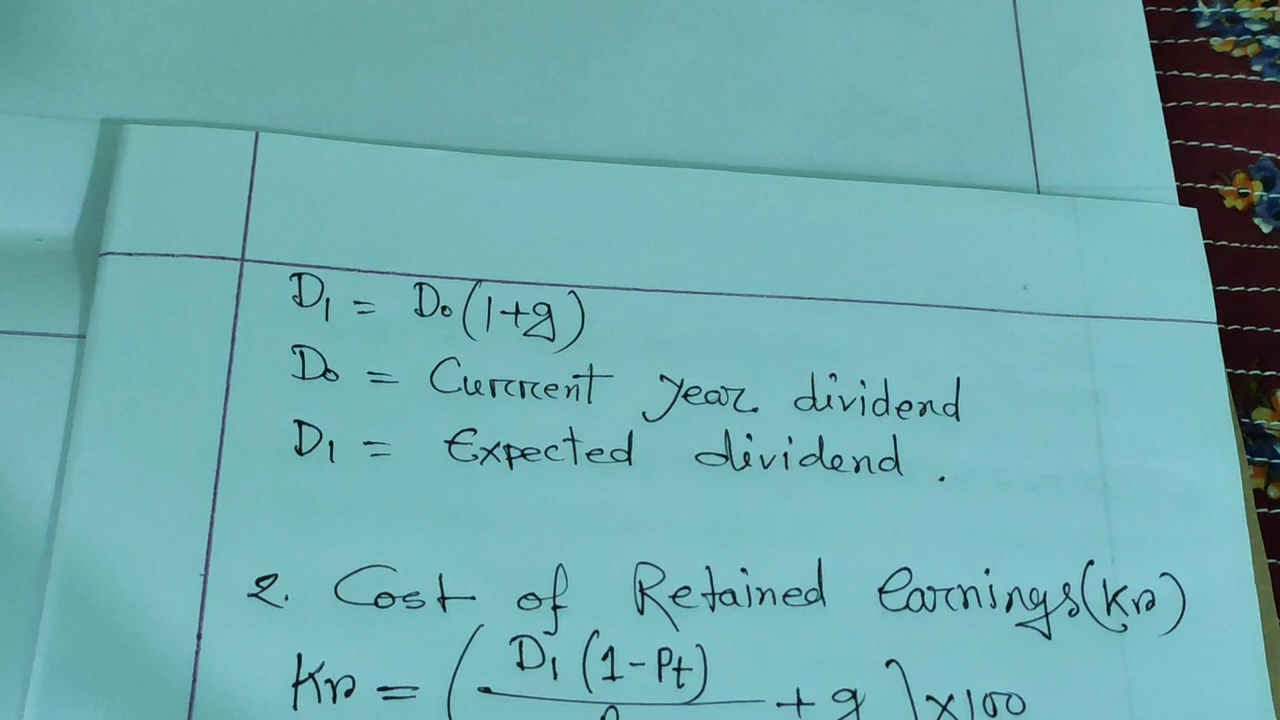 D₁ = D₀(1+g)
D₀ = Current year dividend
D₁ = Expected dividend.
2. Cost of Retained earnings(Kr)
Kr = (D₁(1-Pt) / + g) x100